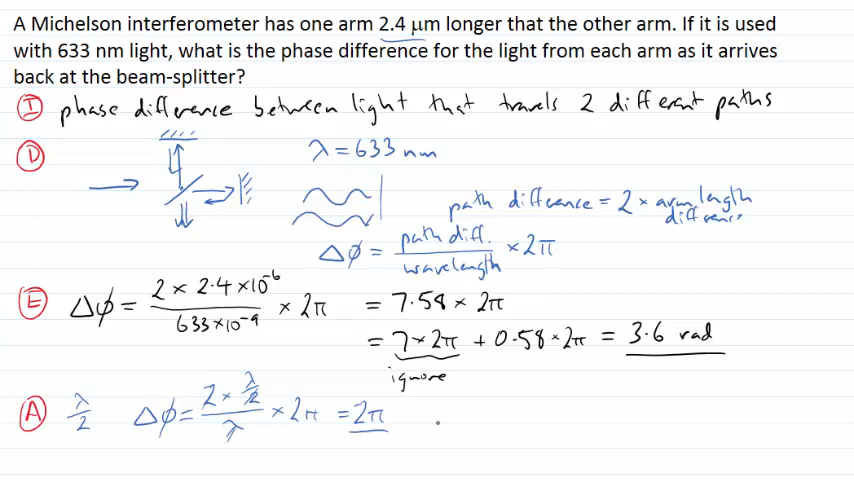 A Michelson interferometer has one arm 2.4 µm longer that the other arm. If it is used
with 633 nm light, what is the phase difference for the light from each arm as it arrives
back at the beam-splitter?
I phase difference between light that travels 2 different paths
D λ = 633 nm
path difference = 2 × arm length
difference
Δφ = path diff. / wavelength × 2π
E Δφ = 2 × 2.4 × 10⁻⁶ / 633 × 10⁻⁹ × 2π = 7.58 × 2π
= 7 × 2π + 0.58 × 2π = 3.6 rad
ignore
A λ/2 Δφ = 2 × λ/2 / λ × 2π = 2π